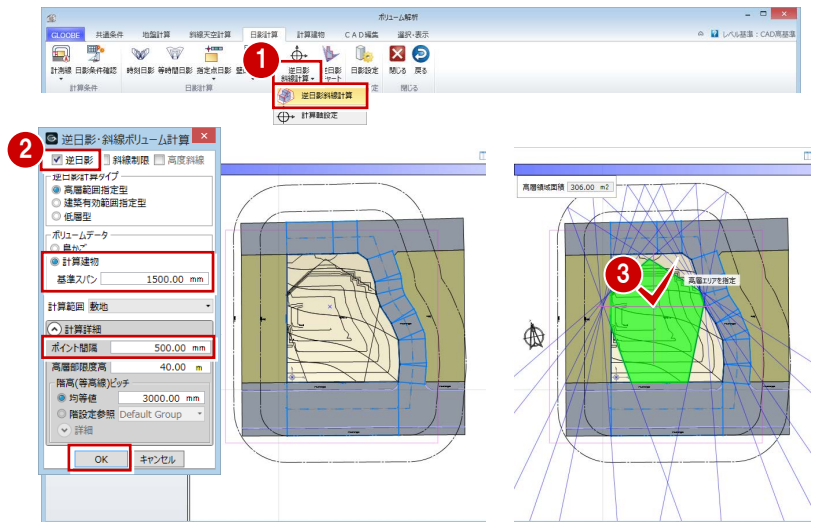 ボリューム解析
GLOOBE 共通条件 地盤計算 斜線天空計算 日影計算 計算建物 CAD編集 選択・表示
レベル基準:CAD高基準
計測線 日影条件確認 時刻日影 等時間日影 指定点日影 逆日影 日影設定 閉じる 戻る
斜線計算
計算条件 日影計算 閉じる
1
逆日影斜線計算
計算軸設定
2
逆日影・斜線ボリューム計算
逆日影 斜線制限 高度斜線
逆日影計算タイプ
高層範囲指定型
建築有効範囲指定型
低層型
ボリュームデータ
鳥かご
計算建物
基準スパン 1500.00 mm
計算範囲 敷地
計算詳細
ポイント間隔 500.00 mm
高層部限度高 40.00 m
階高(等高線)ピッチ
均等値 3000.00 mm
階設定参照 Default Group
詳細
OK キャンセル
高層領域面積 306.00 m2
3
高層エリアを指定